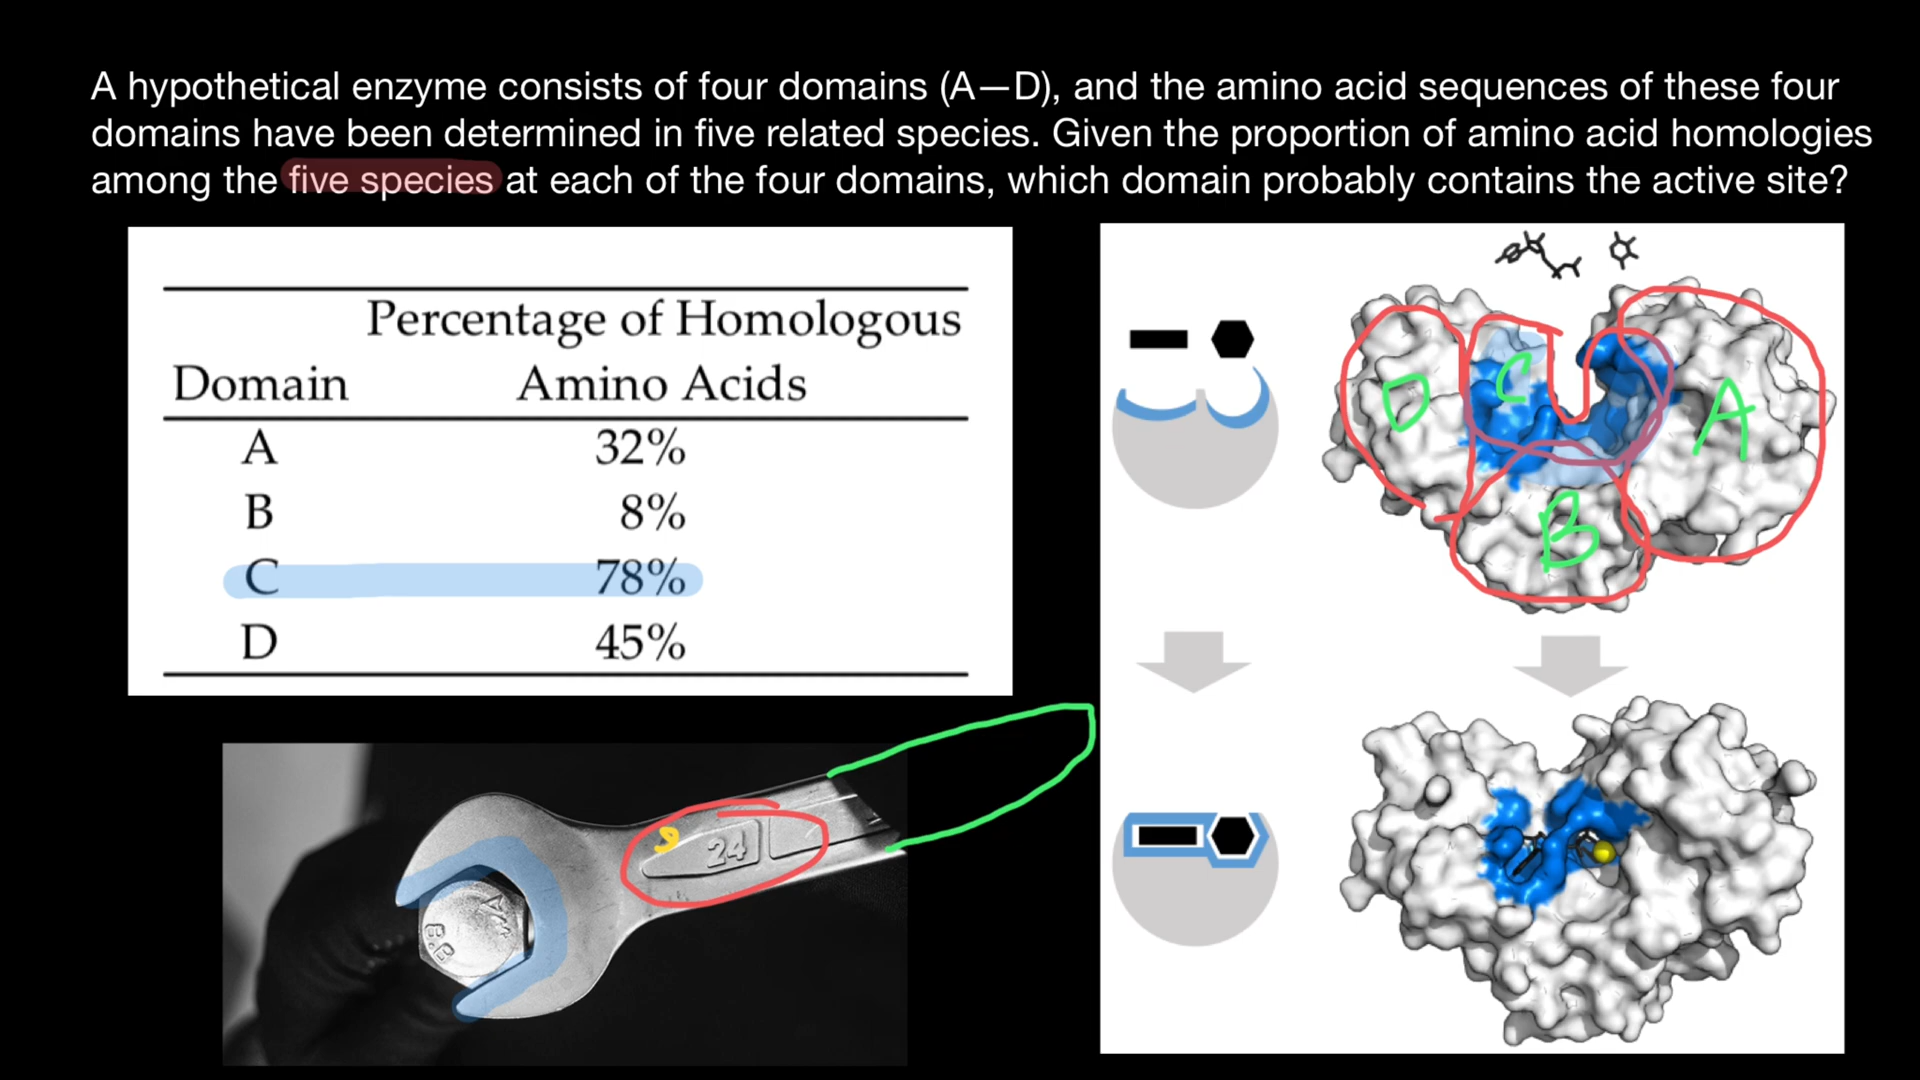 A hypothetical enzyme consists of four domains (A—D), and the amino acid sequences of these four
domains have been determined in five related species. Given the proportion of amino acid homologies
among the five species at each of the four domains, which domain probably contains the active site?
Percentage of Homologous
Domain Amino Acids
A 32%
B 8%
C 78%
D 45%
D
C
A
B
9
24
8.8